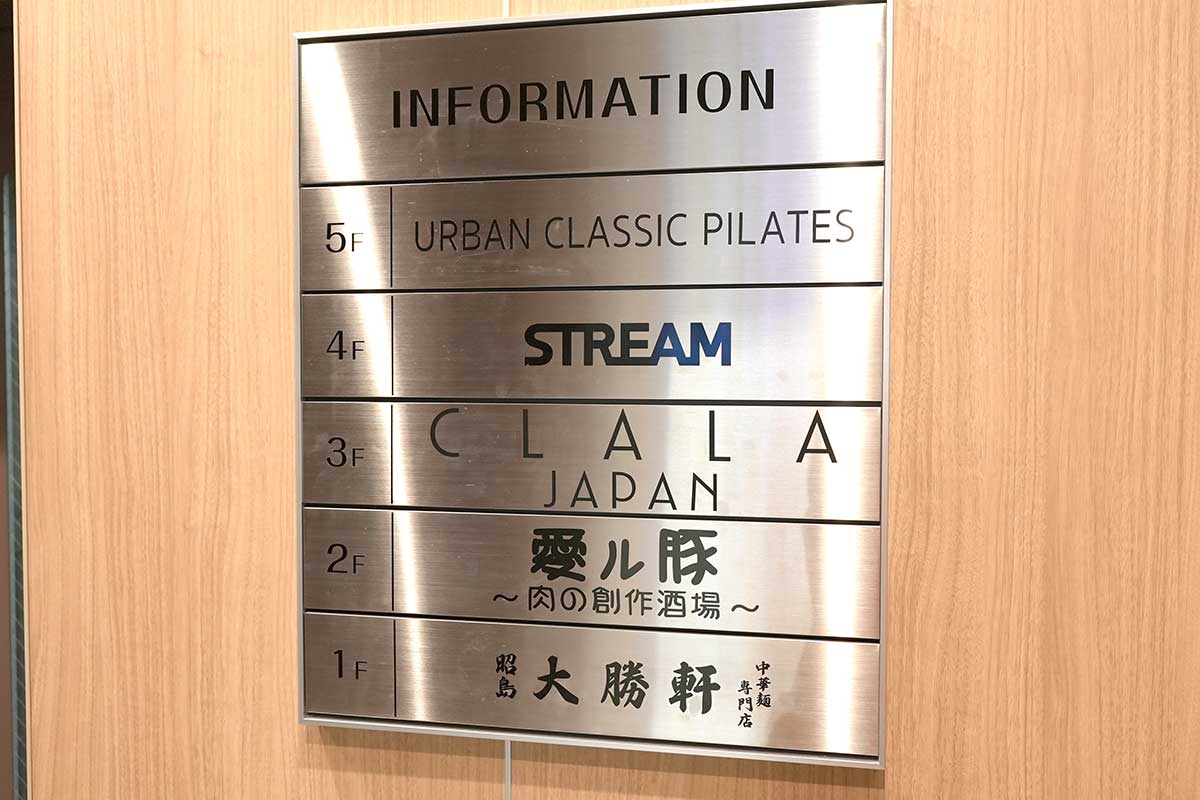 INFORMATION
5F URBAN CLASSIC PILATES
4F STREAM
3F CLALA
JAPAN
2F 愛ル豚
～肉の創作酒場～
1F 昭島 大勝軒 中華麺
専門店